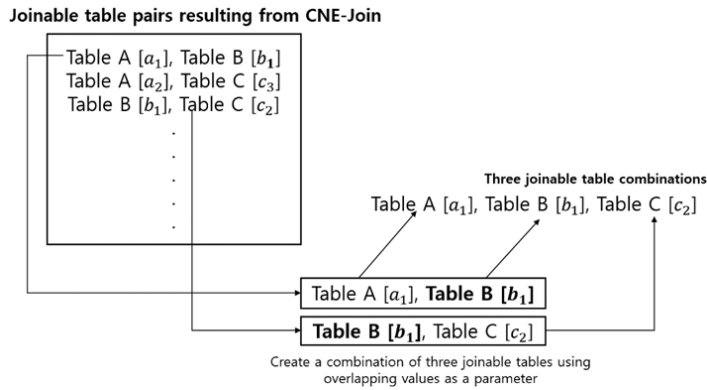 Joinable table pairs resulting from CNE-Join
Table A [a₁], Table B [b₁]
Table A [a₂], Table C [c₃]
Table B [b₁], Table C [c₂]
.
.
.
.
.
Three joinable table combinations
Table A [a₁], Table B [b₁], Table C [c₂]
Table A [a₁], Table B [b₁]
Table B [b₁], Table C [c₂]
Create a combination of three joinable tables using
overlapping values as a parameter